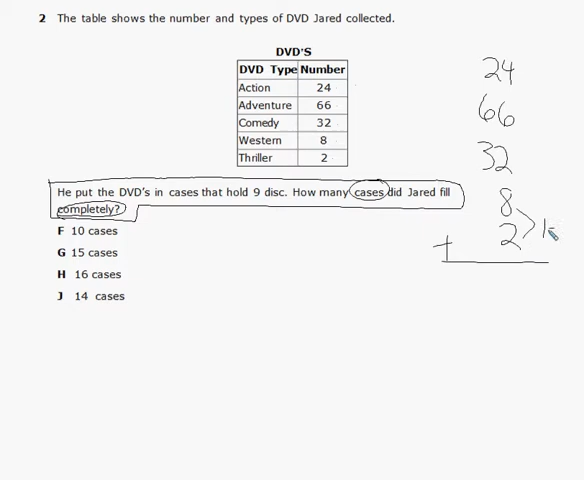 2 The table shows the number and types of DVD Jared collected.
DVD'S
DVD Type Number
Action 24
Adventure 66
Comedy 32
Western 8
Thriller 2
He put the DVD's in cases that hold 9 disc. How many cases did Jared fill
completely?
F 10 cases
G 15 cases
H 16 cases
J 14 cases
24
66
32
8
+ 2